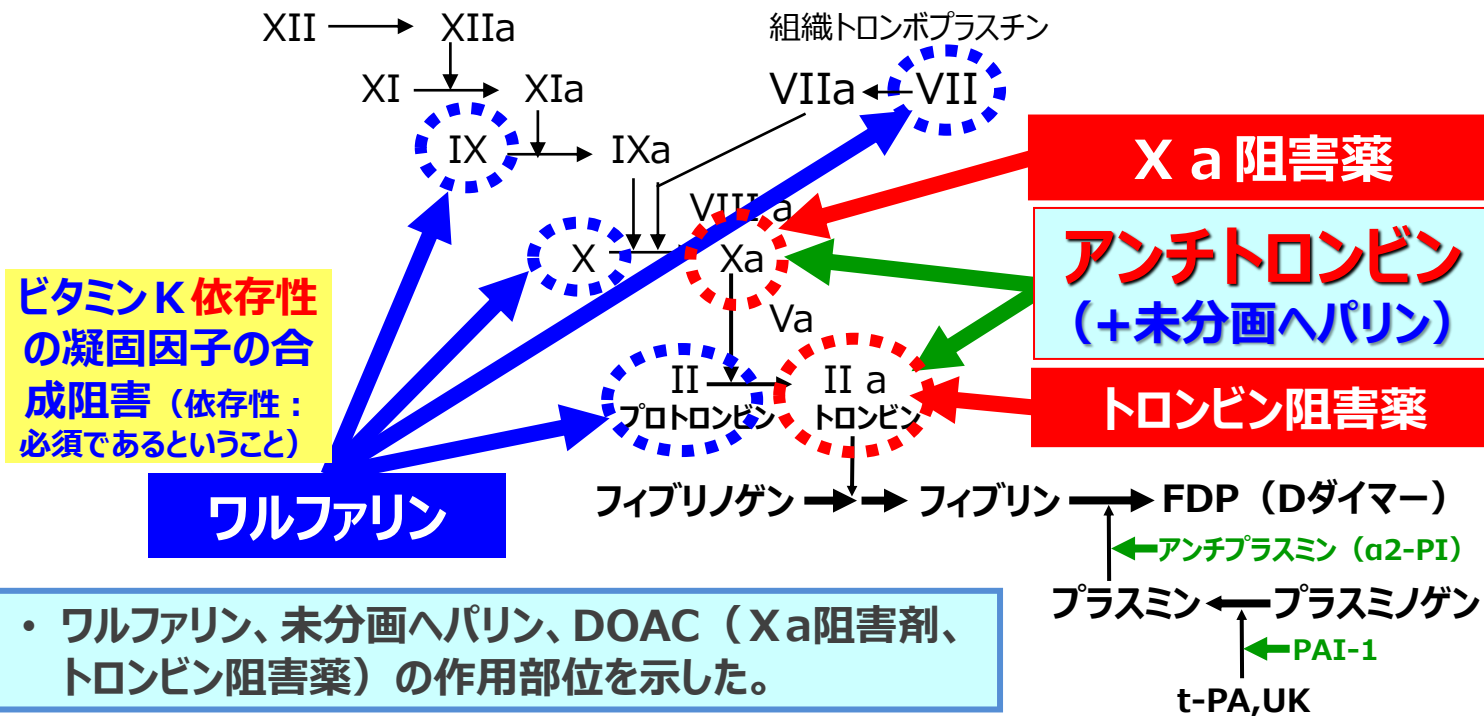 XII
XIIa
組織トロンボプラスチン
XI
XIa
VIIa
VII
IX
IXa
Xa阻害薬
VIIIa
X
Xa
アンチトロンビン
（+未分画ヘパリン）
ビタミンK依存性
の凝固因子の合
成阻害（依存性：
必須であるということ）
Va
II
プロトロンビン
II a
トロンビン
トロンビン阻害薬
ワルファリン
フィブリノゲン
フィブリン
FDP（Dダイマー）
アンチプラスミン（α2-PI）
プラスミン
プラスミノゲン
PAI-1
t-PA,UK
・ワルファリン、未分画ヘパリン、DOAC（Xa阻害剤、
トロンビン阻害薬）の作用部位を示した。